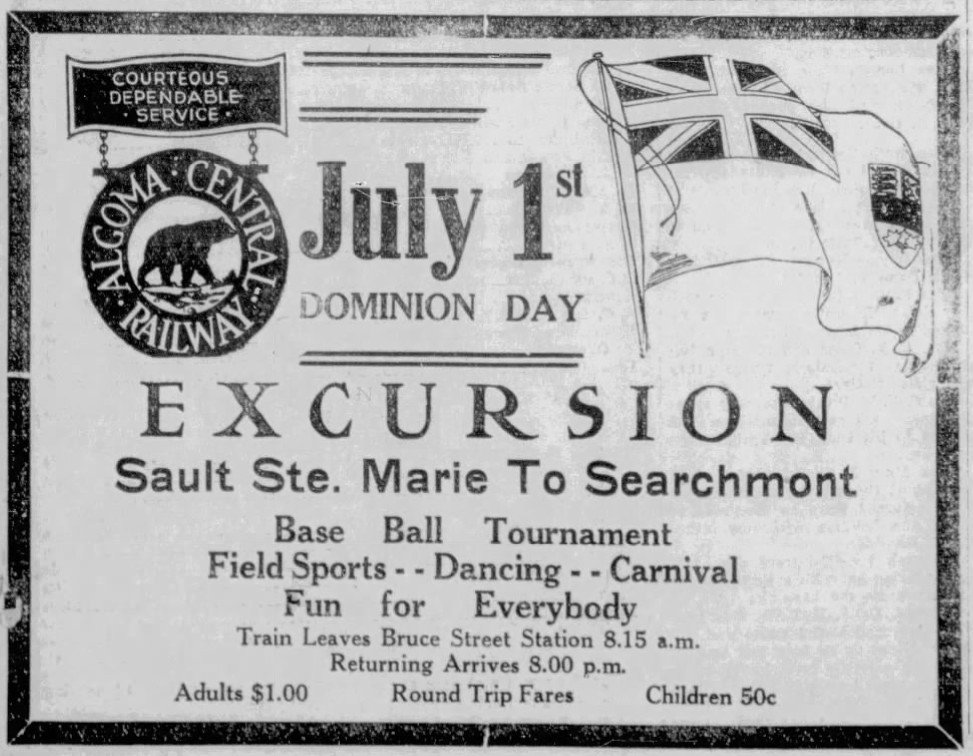 COURTEOUS
DEPENDABLE
· SERVICE ·
· ALGOMA · CENTRAL ·
RAILWAY
July 1st
DOMINION DAY
EXCURSION
Sault Ste. Marie To Searchmont
Base Ball Tournament
Field Sports - - Dancing - - Carnival
Fun for Everybody
Train Leaves Bruce Street Station 8.15 a.m.
Returning Arrives 8.00 p.m.
Adults $1.00 Round Trip Fares Children 50c